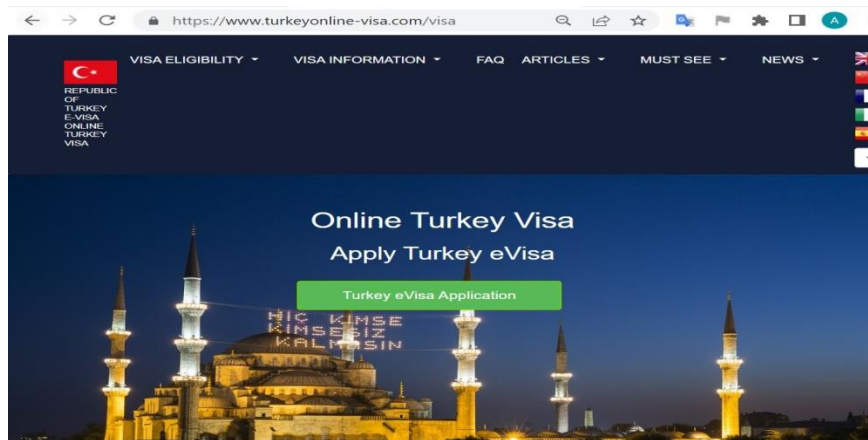 https://www.turkeyonline-visa.com/visa
A
VISA ELIGIBILITY
VISA INFORMATION
FAQ
ARTICLES
MUST SEE
NEWS
REPUBLIC
OF
TURKEY
E-VISA
ONLINE
TURKEY
VISA
Online Turkey Visa
Apply Turkey eVisa
Turkey eVisa Application
HİÇ KİMSE
KİMSESİZ
KALMASIN